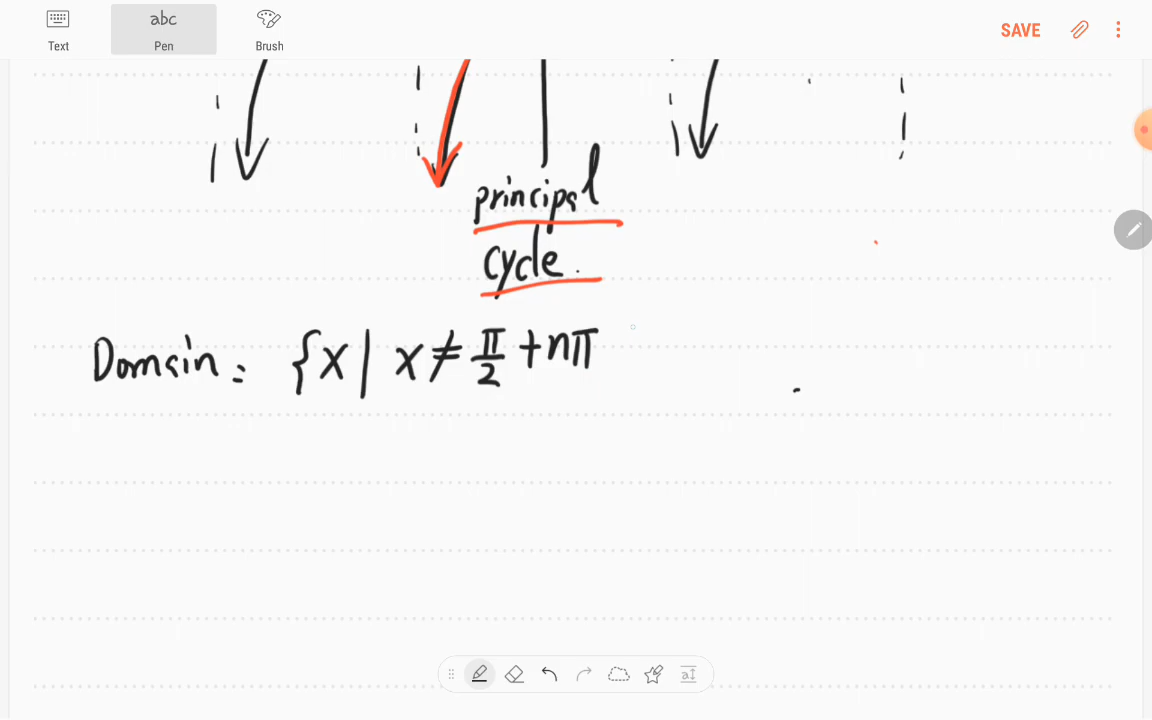 Text
abc
Pen
Brush
SAVE
principal
cycle.
Domain: {x | x ≠ π/2 + nπ